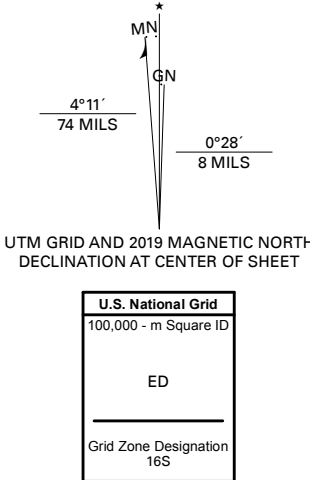 ★
MN
GN
4°11´
74 MILS
0°28´
8 MILS
UTM GRID AND 2019 MAGNETIC NORTH
DECLINATION AT CENTER OF SHEET
U.S. National Grid
100,000 - m Square ID
ED
Grid Zone Designation
16S